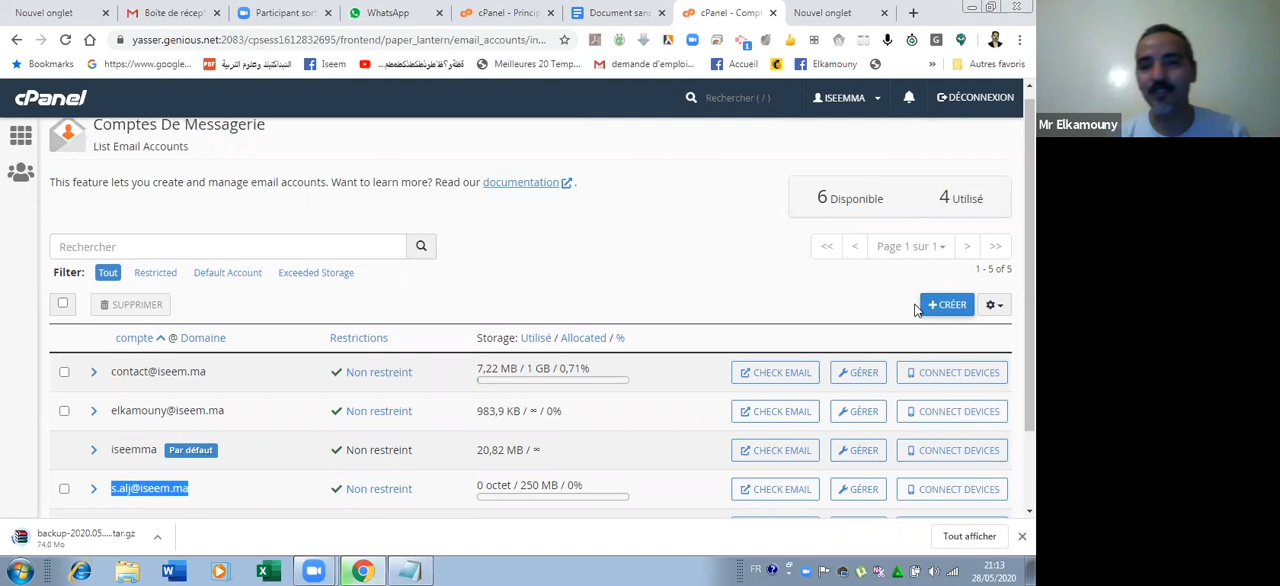 Nouvel onglet
Boîte de récep
Participant sort
WhatsApp
cPanel - Princip
Document sans
cPanel - Compt
Nouvel onglet
yasser.genious.net:2083/cpsess1612832695/frontend/paper_lantern/email_accounts/in...
Bookmarks
https://www.google...
البيداكتيك وعلوم التربية
Iseem
Meilleures 20 Temp...
demande d'emploi...
Accueil
Elkamouny
Autres favoris
cPanel
Rechercher ( / )
ISEEMMA
DÉCONNEXION
Mr Elkamouny
Comptes De Messagerie
List Email Accounts
This feature lets you create and manage email accounts. Want to learn more? Read our documentation.
6 Disponible 4 Utilisé
Rechercher
<< < Page 1 sur 1 > >>
Filter: Tout Restricted Default Account Exceeded Storage
1 - 5 of 5
SUPPRIMER
+ CRÉER
compte @ Domaine Restrictions Storage: Utilisé / Allocated / %
contact@iseem.ma Non restreint 7,22 MB / 1 GB / 0,71% CHECK EMAIL GÉRER CONNECT DEVICES
elkamouny@iseem.ma Non restreint 983,9 KB / ∞ / 0% CHECK EMAIL GÉRER CONNECT DEVICES
iseemma Par défaut Non restreint 20,82 MB / ∞ CHECK EMAIL GÉRER CONNECT DEVICES
s.alj@iseem.ma Non restreint 0 octet / 250 MB / 0% CHECK EMAIL GÉRER CONNECT DEVICES
backup-2020.05.....tar.gz
74,0 Mo
Tout afficher
FR
21:13
28/05/2020